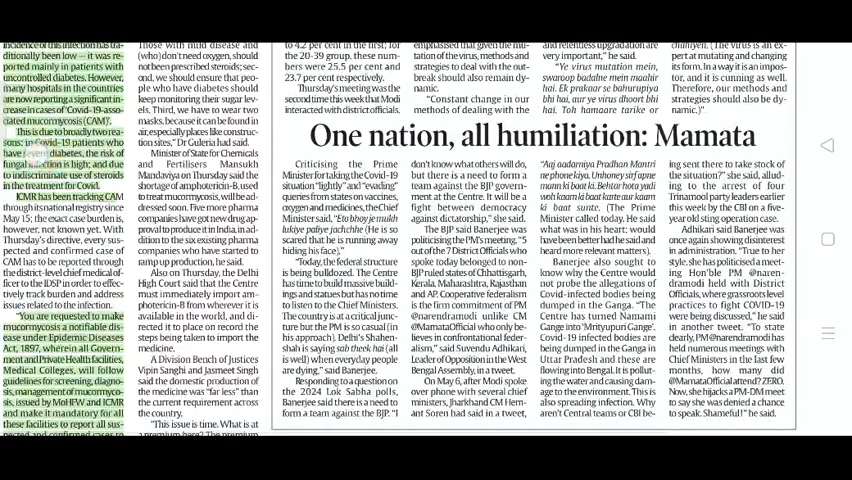 incidence of this infection has tra-
ditionally been low — it was re-
ported mainly in patients with
uncontrolled diabetes. However,
many hospitals in the countries
are now reporting a significant in-
crease in cases of 'Covid-19-asso-
ciated mucormycosis (CAM)'.
This is due to broadly two rea-
sons: in Covid-19 patients who
have severe diabetes, the risk of
fungal infection is high; and due
to indiscriminate use of steroids
in the treatment for Covid.
ICMR has been tracking CAM
through its national registry since
May 15; the exact case burden is,
however, not known yet. With
Thursday's directive, every sus-
pected and confirmed case of
CAM has to be reported through
the district-level chief medical of-
ficer to the IDSP in order to effec-
tively track burden and address
issues related to the infection.
"You are requested to make
mucormycosis a notifiable dis-
ease under Epidemic Diseases
Act, 1897, wherein all Govern-
ment and Private Health facilities,
Medical Colleges, will follow
guidelines for screening, diagno-
sis, management of mucormyco-
sis, issued by MoHFW and ICMR
and make it mandatory for all
these facilities to report all sus-
pected and confirmed cases to
Those with mild disease and
(who) don't need oxygen, should
not been prescribed steroids; sec-
ond, we should ensure that peo-
ple who have diabetes should
keep monitoring their sugar lev-
els. Third, we have to wear two
masks, because it can be found in
air, especially places like construc-
tion sites," Dr Guleria had said.
Minister of State for Chemicals
and Fertilisers Mansukh
Mandaviya on Thursday said the
shortage of amphotericin-B, used
to treat mucormycosis, will be ad-
dressed soon. Five more pharma
companies have got new drug ap-
proval to produce it in India, in ad-
dition to the six existing pharma
companies who have started to
ramp up production, he said.
Also on Thursday, the Delhi
High Court said that the Centre
must immediately import am-
photericin-B from wherever it is
available in the world, and di-
rected it to place on record the
steps being taken to import the
medicine.
A Division Bench of Justices
Vipin Sanghi and Jasmeet Singh
said the domestic production of
the medicine was "far less" than
the current requirement across
the country.
"This issue is time. What is at
a premium here? The premium
to 4.2 per cent in the first; for
the 20-39 group, these num-
bers were 25.5 per cent and
23.7 per cent respectively.
Thursday's meeting was the
second time this week that Modi
interacted with district officials,
emphasised that given the mu-
tation of the virus, methods and
strategies to deal with the out-
break should also remain dy-
namic.
"Constant change in our
methods of dealing with the
and relentless upgradation are
very important," he said.
"Ye virus mutation mein,
swaroop badalne mein maahir
hai. Ek prakaar se bahurupiya
bhi hai, aur ye virus dhoort bhi
hai. Toh hamaare tarike or
chahiyen, (The virus is an ex-
pert at mutating and changing
its form. In a way it is an impos-
tor, and it is cunning as well.
Therefore, our methods and
strategies should also be dy-
namic.)"
One nation, all humiliation: Mamata
Criticising the Prime
Minister for taking the Covid-19
situation "lightly" and "evading"
queries from states on vaccines,
oxygen and medicines, the Chief
Minister said, "Eto bhoy je mukh
lukiye paliye jachchhe (He is so
scared that he is running away
hiding his face)."
"Today, the federal structure
is being bulldozed. The Centre
has time to build massive build-
ings and statues but has no time
to listen to the Chief Ministers.
The country is at a critical junc-
ture but the PM is so casual (in
his approach). Delhi's Shahen-
shah is saying sab theek hai (all
is well) when everyday people
are dying," said Banerjee.
Responding to a question on
the 2024 Lok Sabha polls,
Banerjee said there is a need to
form a team against the BJP. "I
don't know what others will do,
but there is a need to form a
team against the BJP govern-
ment at the Centre. It will be a
fight between democracy
against dictatorship," she said.
The BJP said Banerjee was
politicising the PM's meeting. "5
out of the 7 District Officials who
spoke today belonged to non-
BJP ruled states of Chhattisgarh,
Kerala, Maharashtra, Rajasthan
and AP. Cooperative federalism
is the firm commitment of PM
@narendramodi unlike CM
@MamataOfficial who only be-
lieves in confrontational feder-
alism," said Suvendu Adhikari,
Leader of Opposition in the West
Bengal Assembly, in a tweet.
On May 6, after Modi spoke
over phone with several chief
ministers, Jharkhand CM Hem-
ant Soren had said in a tweet,
"Aaj aadarniya Pradhan Mantri
ne phone kiya. Unhone sirf apne
mann ki baat ki. Behtar hota yadi
voh kaam ki baat karte aur kaam
ki baat sunte. (The Prime
Minister called today. He said
what was in his heart; would
have been better had he said and
heard more relevant matters).
Banerjee also sought to
know why the Centre would
not probe the allegations of
Covid-infected bodies being
dumped in the Ganga. "The
Centre has turned Namami
Gange into 'Mrityupuri Gange'.
Covid-19 infected bodies are
being dumped in the Ganga in
Uttar Pradesh and these are
flowing into Bengal. It is pollut-
ing the water and causing dam-
age to the environment. This is
also spreading infection. Why
aren't Central teams or CBI be-
ing sent there to take stock of
the situation?" she said, allud-
ing to the arrest of four
Trinamool party leaders earlier
this week by the CBI on a five-
year old sting operation case.
Adhikari said Banerjee was
once again showing disinterest
in administration. "True to her
style, she has politicised a meet-
ing Hon'ble PM @naren-
dramodi held with District
Officials, where grassroots level
practices to fight COVID-19
were being discussed," he said
in another tweet. "To state
clearly, PM @narendramodi has
held numerous meetings with
Chief Ministers in the last few
months, how many did
@MamataOfficial attend? ZERO.
Now, she hijacks a PM-DM meet
to say she was denied a chance
to speak. Shameful!" he said.